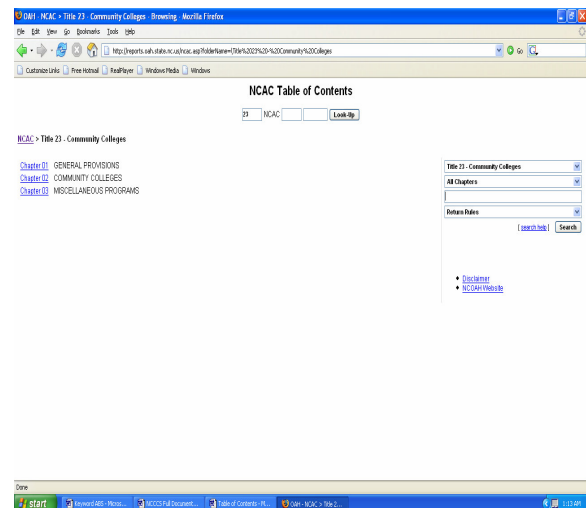 OAH - NCAC > Title 23 - Community Colleges - Browsing - Mozilla Firefox
File Edit View Go Bookmarks Tools Help
http://reports.oah.state.nc.us/ncac.asp?folderName=\Title%2023%20-%20Community%20Colleges
Go
Customize Links Free Hotmail RealPlayer Windows Media Windows
NCAC Table of Contents
23 NCAC Look-Up
NCAC > Title 23 - Community Colleges
Chapter 01 GENERAL PROVISIONS
Chapter 02 COMMUNITY COLLEGES
Chapter 03 MISCELLANEOUS PROGRAMS
Title 23 - Community Colleges
All Chapters
Return Rules
[ search help ] Search
Disclaimer
NCOAH Website
Done
start Keyword ABS - Micros... NCCCS Full Document... Table of Contents - M... OAH - NCAC > Title 2... 1:13 AM